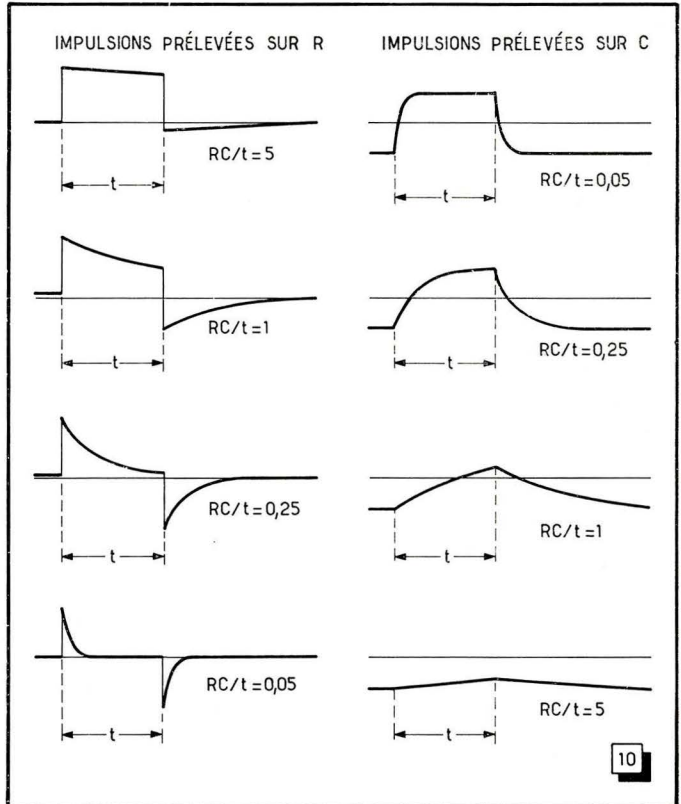 IMPULSIONS PRÉLEVÉES SUR R
RC/t=5
t
RC/t=1
t
RC/t=0,25
t
RC/t=0,05
t
IMPULSIONS PRÉLEVÉES SUR C
RC/t=0,05
t
RC/t=0,25
t
RC/t=1
t
RC/t=5
t
10